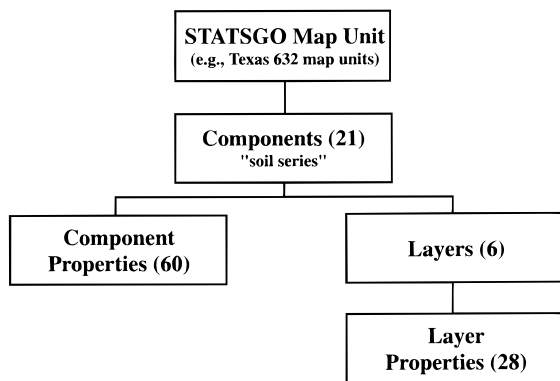 STATSGO Map Unit
(e.g., Texas 632 map units)
Components (21)
"soil series"
Component
Properties (60)
Layers (6)
Layer
Properties (28)